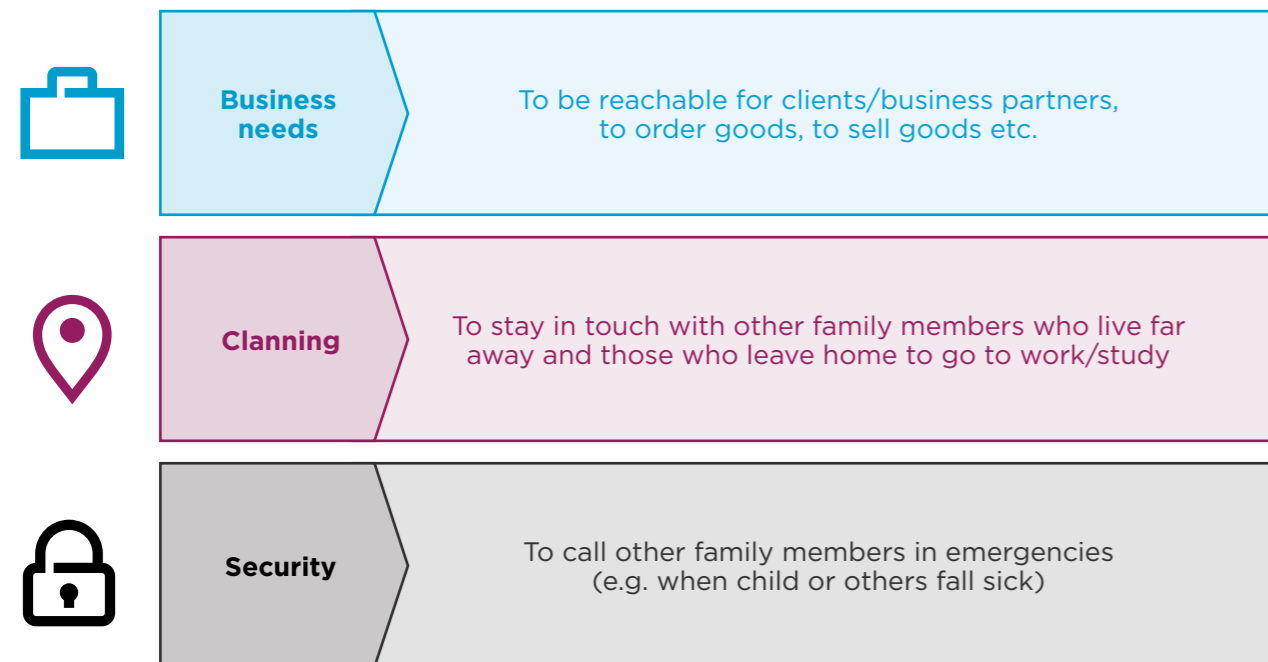 Business
needs
To be reachable for clients/business partners,
to order goods, to sell goods etc.
Clanning
To stay in touch with other family members who live far
away and those who leave home to go to work/study
Security
To call other family members in emergencies
(e.g. when child or others fall sick)